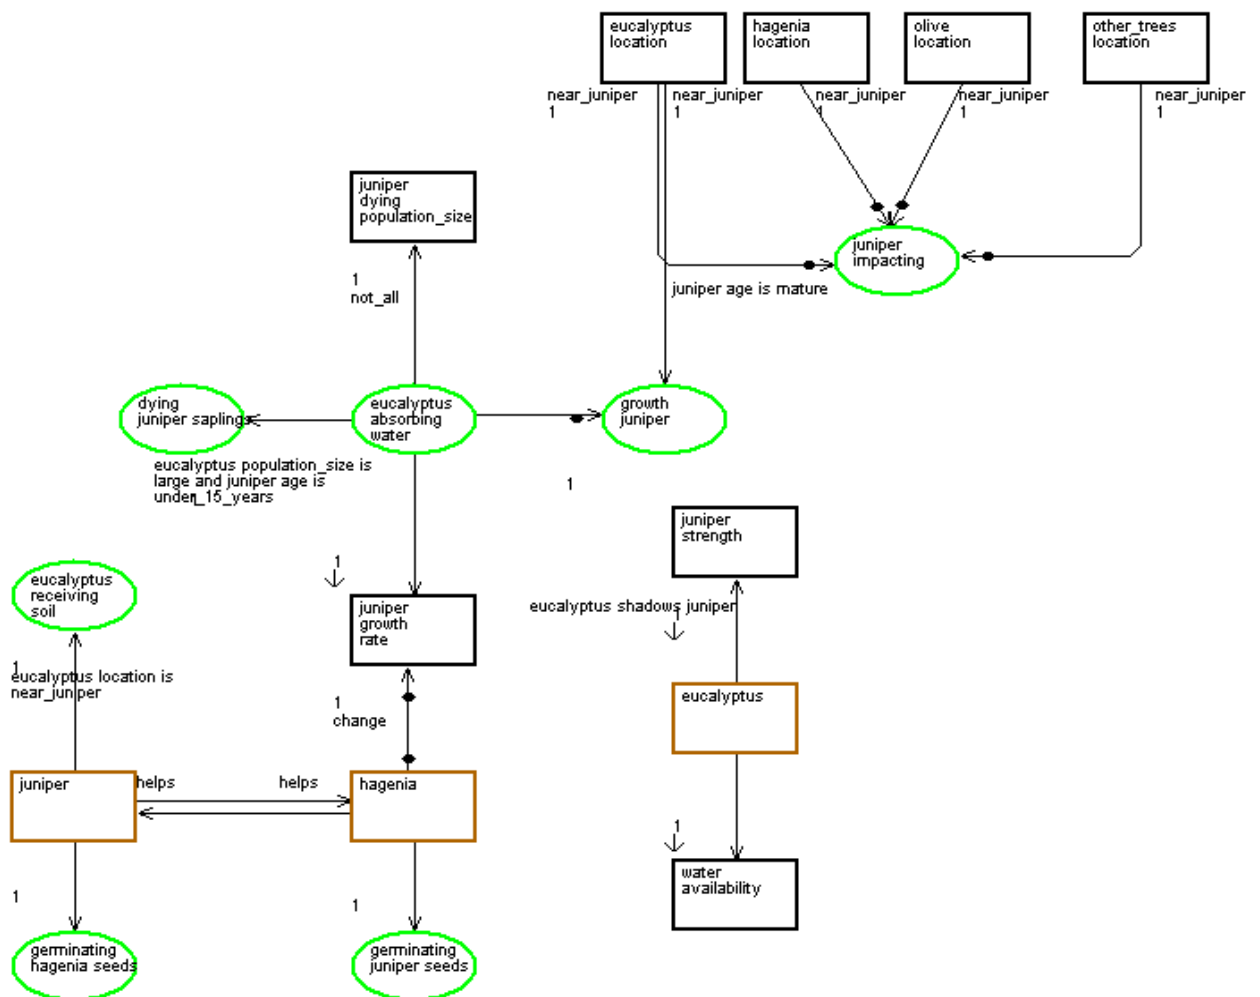 eucalyptus
location
hagenia
location
olive
location
other_trees
location
near_juniper
1
near_juniper
1
near_juniper
1
near_juniper
1
near_juniper
1
juniper
dying
population_size
juniper
impacting
1
not_all
juniper age is mature
dying
juniper saplings
eucalyptus
absorbing
water
growth
juniper
eucalyptus population_size is
large and juniper age is
under_15_years
1
juniper
strength
eucalyptus
receiving
soil
1
juniper
growth
rate
eucalyptus shadows juniper
1
1
eucalyptus location is
near_juniper
1
change
eucalyptus
juniper
helps
helps
hagenia
1
water
availability
1
1
germinating
hagenia seeds
germinating
juniper seeds